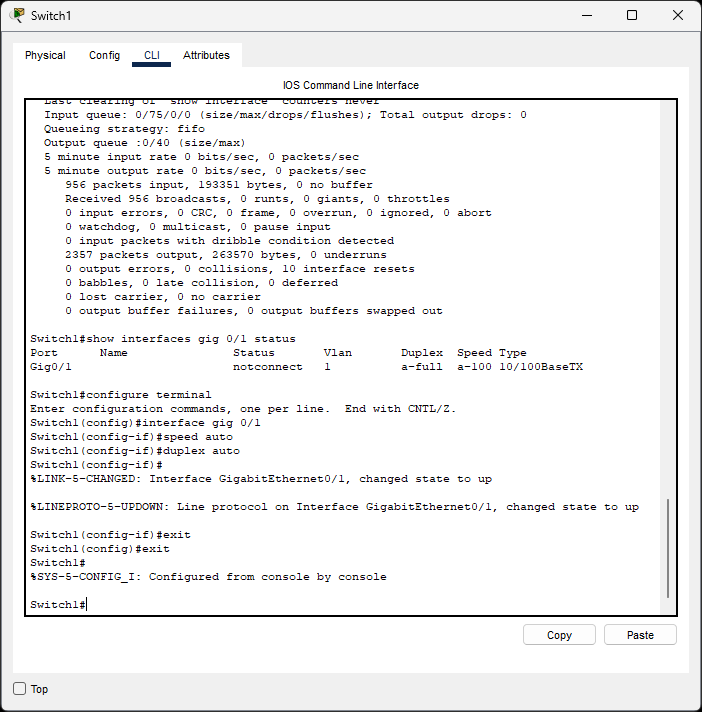 Switch1
Physical Config CLI Attributes
IOS Command Line Interface
Last clearing of "show interface" counters never
Input queue: 0/75/0/0 (size/max/drops/flushes); Total output drops: 0
Queueing strategy: fifo
Output queue :0/40 (size/max)
5 minute input rate 0 bits/sec, 0 packets/sec
5 minute output rate 0 bits/sec, 0 packets/sec
956 packets input, 193351 bytes, 0 no buffer
Received 956 broadcasts, 0 runts, 0 giants, 0 throttles
0 input errors, 0 CRC, 0 frame, 0 overrun, 0 ignored, 0 abort
0 watchdog, 0 multicast, 0 pause input
0 input packets with dribble condition detected
2357 packets output, 263570 bytes, 0 underruns
0 output errors, 0 collisions, 10 interface resets
0 babbles, 0 late collision, 0 deferred
0 lost carrier, 0 no carrier
0 output buffer failures, 0 output buffers swapped out
Switch1#show interfaces gig 0/1 status
Port Name Status Vlan Duplex Speed Type
Gig0/1 notconnect 1 a-full a-100 10/100BaseTX
Switch1#configure terminal
Enter configuration commands, one per line. End with CNTL/Z.
Switch1(config)#interface gig 0/1
Switch1(config-if)#speed auto
Switch1(config-if)#duplex auto
Switch1(config-if)#
%LINK-5-CHANGED: Interface GigabitEthernet0/1, changed state to up
%LINEPROTO-5-UPDOWN: Line protocol on Interface GigabitEthernet0/1, changed state to up
Switch1(config-if)#exit
Switch1(config)#exit
Switch1#
%SYS-5-CONFIG_I: Configured from console by console
Switch1#
Copy Paste
Top